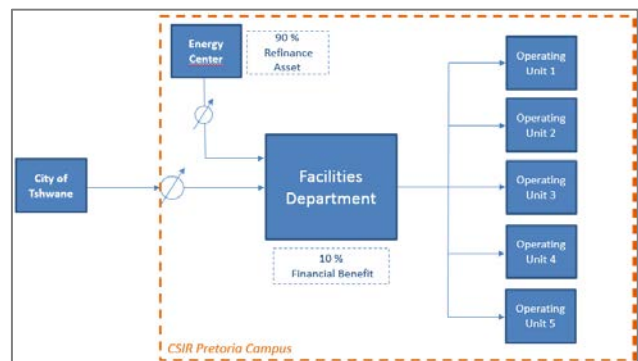 Energy
Center
90 %
Refinance
Asset
City of
Tshwane
Facilities
Department
10 %
Financial Benefit
Operating
Unit 1
Operating
Unit 2
Operating
Unit 3
Operating
Unit 4
Operating
Unit 5
CSIR Pretoria Campus